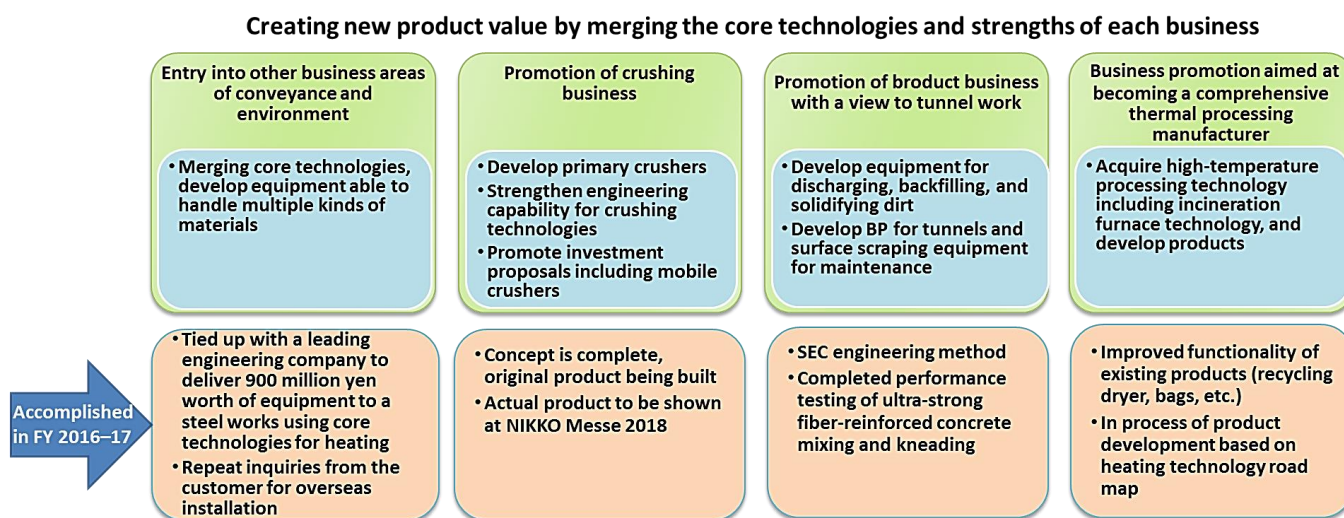 Creating new product value by merging the core technologies and strengths of each business
Entry into other business areas
of conveyance and
environment
• Merging core technologies,
develop equipment able to
handle multiple kinds of
materials
Promotion of crushing
business
• Develop primary crushers
• Strengthen engineering
capability for crushing
technologies
• Promote investment
proposals including mobile
crushers
Promotion of broduct business
with a view to tunnel work
• Develop equipment for
discharging, backfilling, and
solidifying dirt
• Develop BP for tunnels and
surface scraping equipment
for maintenance
Business promotion aimed at
becoming a comprehensive
thermal processing
manufacturer
• Acquire high-temperature
processing technology
including incineration
furnace technology, and
develop products
Accomplished
in FY 2016–17
• Tied up with a leading
engineering company to
deliver 900 million yen
worth of equipment to a
steel works using core
technologies for heating
• Repeat inquiries from the
customer for overseas
installation
• Concept is complete,
original product being built
• Actual product to be shown
at NIKKO Messe 2018
• SEC engineering method
• Completed performance
testing of ultra-strong
fiber-reinforced concrete
mixing and kneading
• Improved functionality of
existing products (recycling
dryer, bags, etc.)
• In process of product
development based on
heating technology road
map